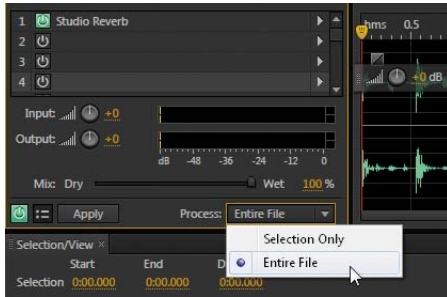 1 Studio Reverb
2
3
4
hms 0.5
+0 dB
Input: +0
Output: +0
dB -48 -36 -24 -12 0
Mix: Dry Wet 100 %
Apply Process: Entire File
Selection Only
Entire File
Selection/View ×
Start End D
Selection 0:00.000 0:00.000 0:00.000